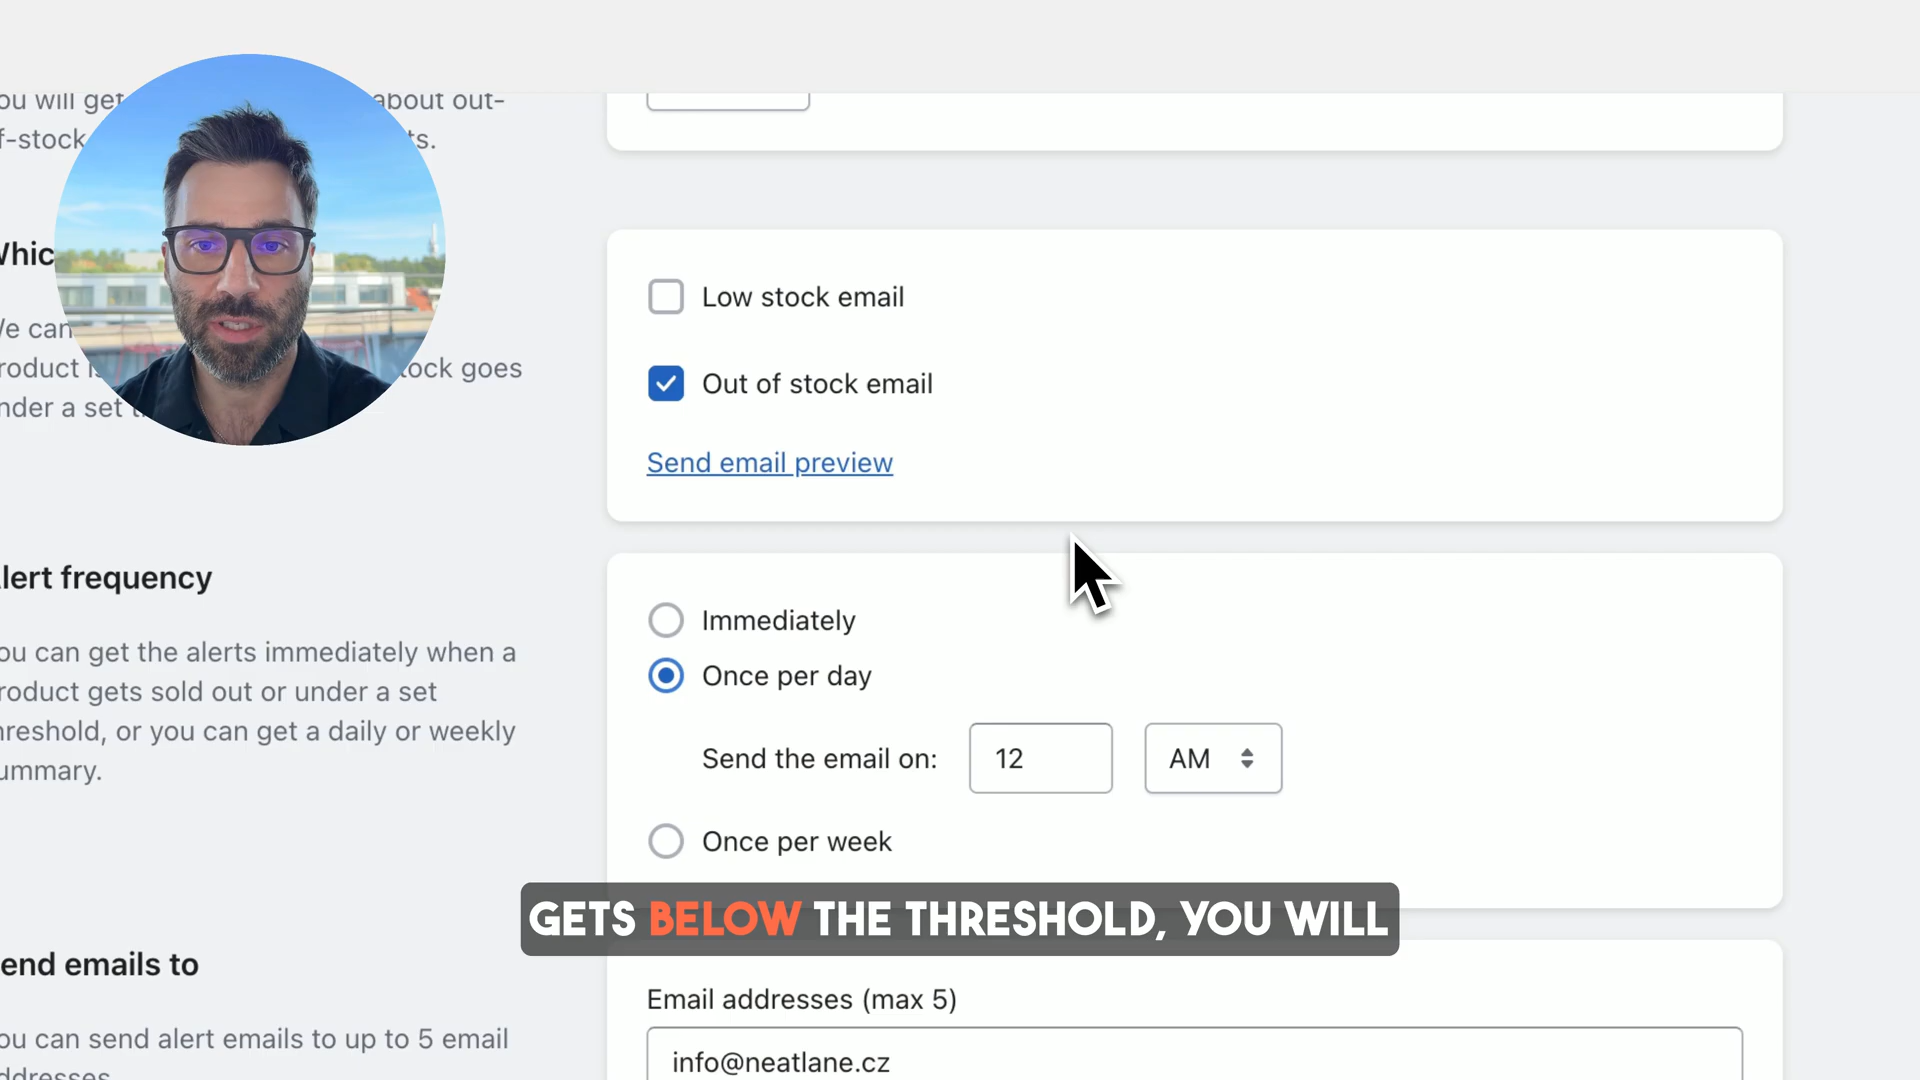 ou will get about out-
f-stock ts.
Whic
We can
roduct tock goes
nder a set
Low stock email
Out of stock email
Send email preview
lert frequency
ou can get the alerts immediately when a
roduct gets sold out or under a set
hreshold, or you can get a daily or weekly
ummary.
Immediately
Once per day
Send the email on: 12 AM
Once per week
GETS BELOW THE THRESHOLD, YOU WILL
end emails to
ou can send alert emails to up to 5 email
ddresses
Email addresses (max 5)
info@neatlane.cz